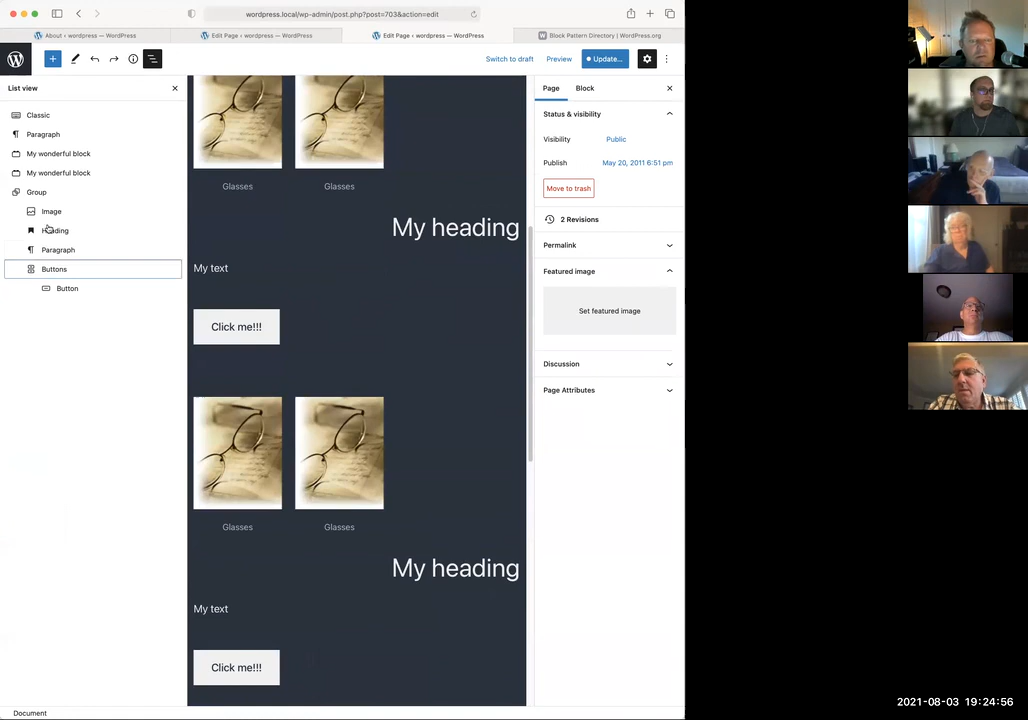 wordpress.local/wp-admin/post.php?post=703&action=edit
About ‹ wordpress — WordPress
Edit Page ‹ wordpress — WordPress
Edit Page ‹ wordpress — WordPress
Block Pattern Directory | WordPress.org
Switch to draft
Preview
Update...
List view
Page
Block
Classic
Paragraph
My wonderful block
My wonderful block
Group
Image
Heading
Paragraph
Buttons
Button
Glasses
Glasses
My heading
My text
Click me!!!
Glasses
Glasses
My heading
My text
Click me!!!
Status & visibility
Visibility
Public
Publish
May 20, 2011 6:51 pm
Move to trash
2 Revisions
Permalink
Featured image
Set featured image
Discussion
Page Attributes
Document
2021-08-03 19:24:56